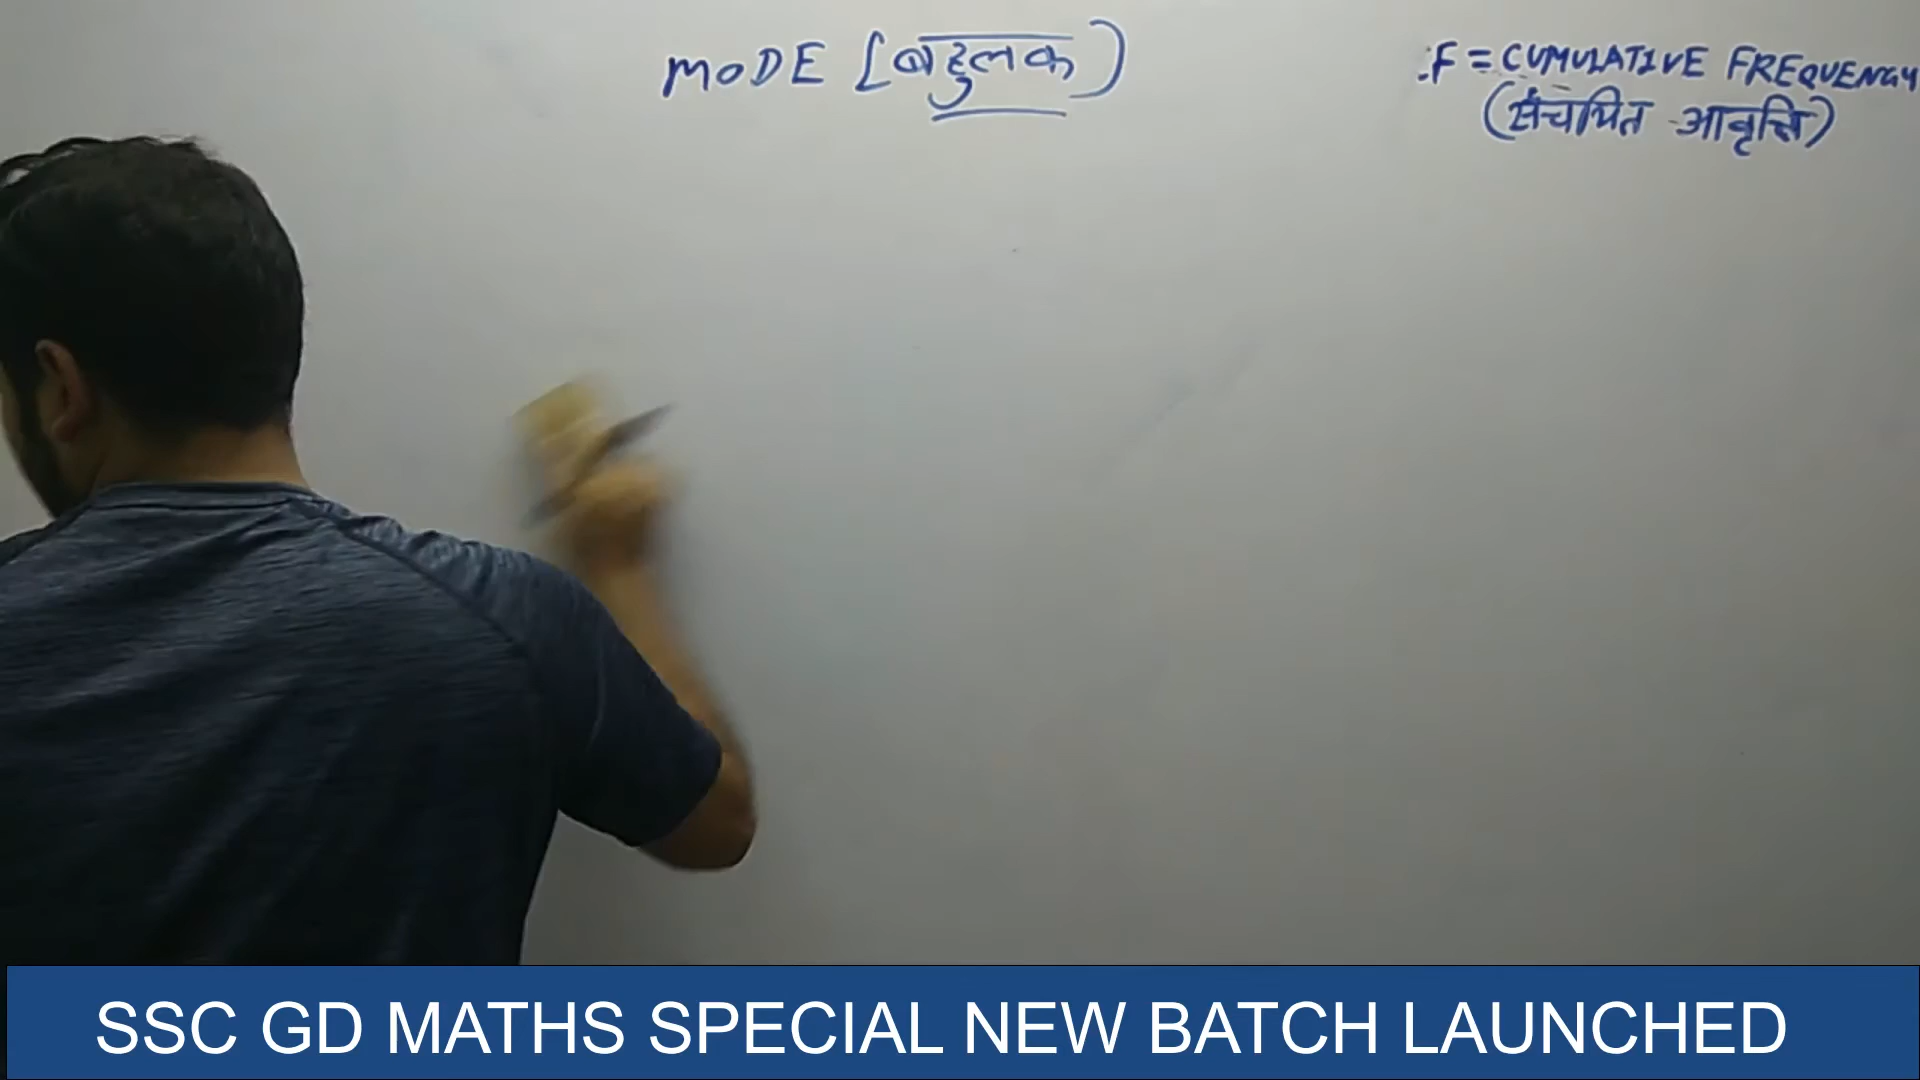 MODE [बहुलक)
.F = CUMULATIVE FREQUENCY
(संचयित आवृत्ति)
SSC GD MATHS SPECIAL NEW BATCH LAUNCHED